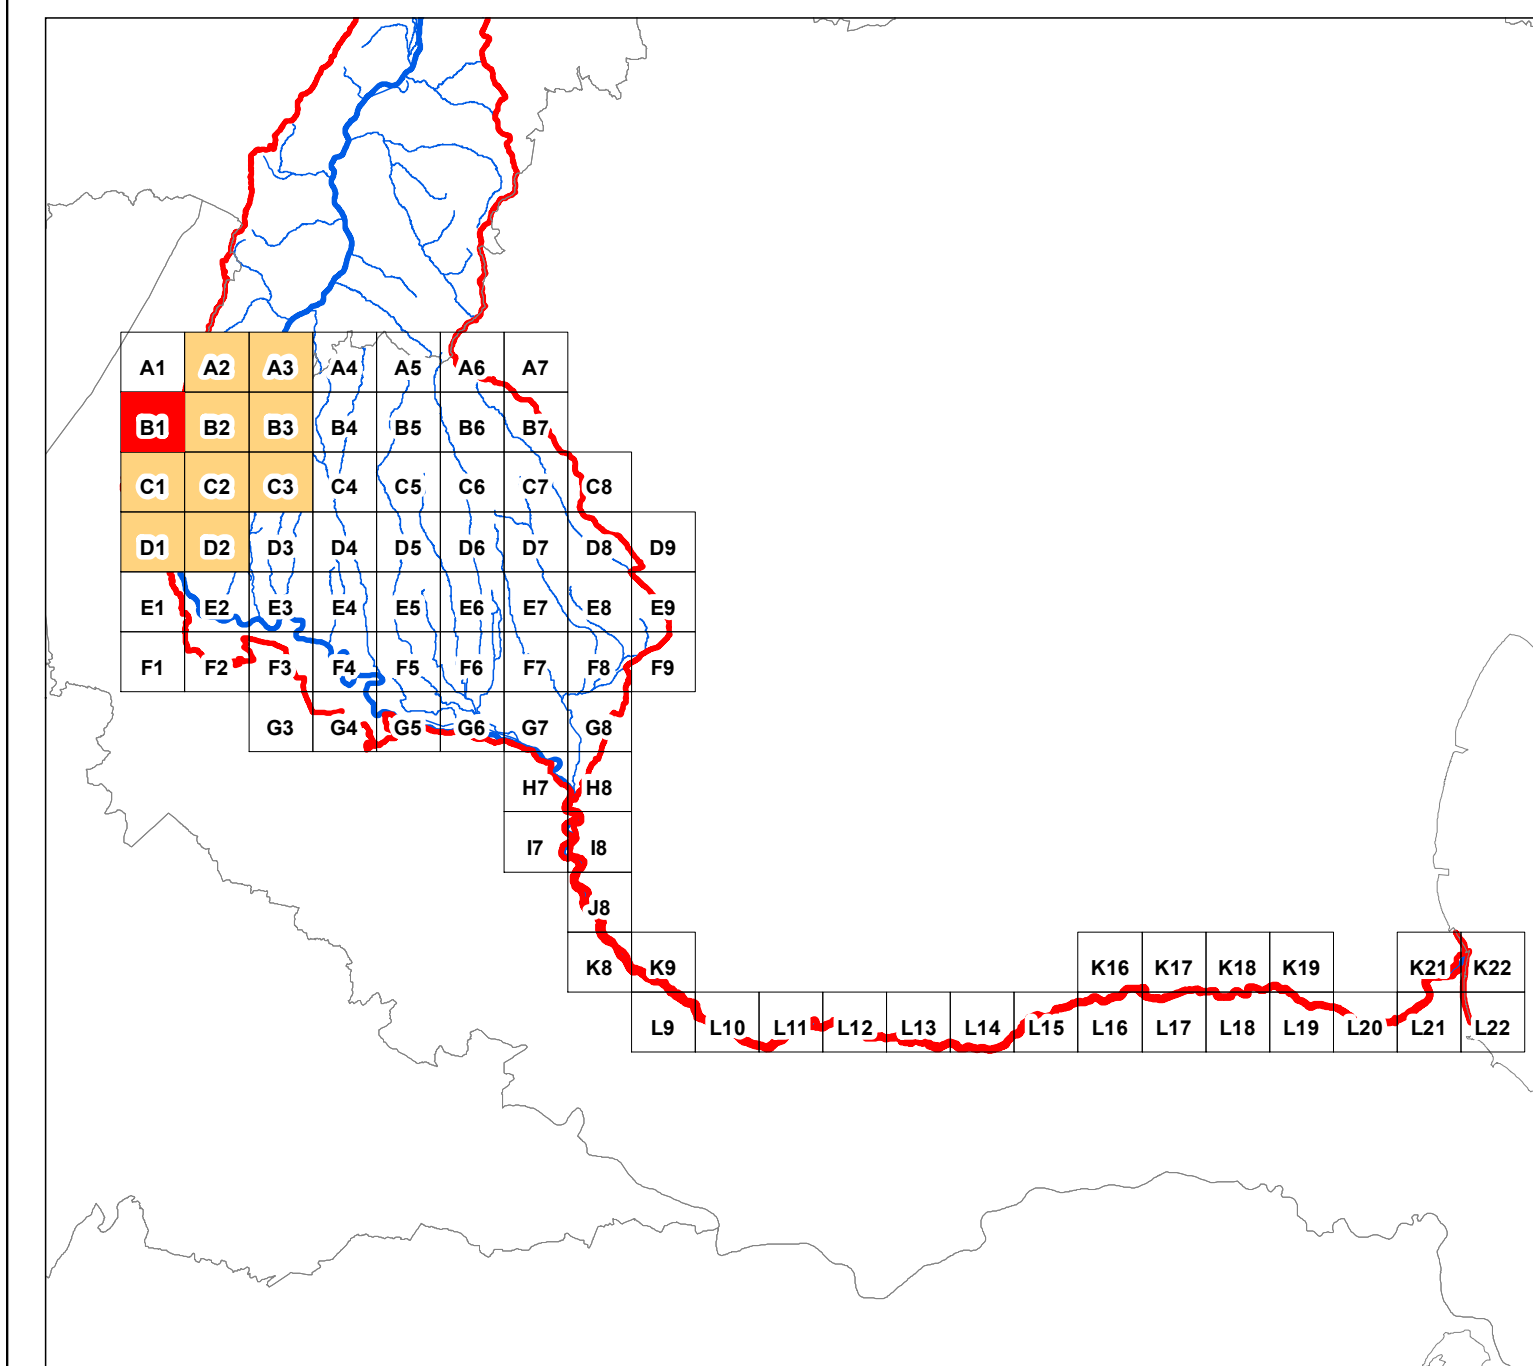 A1 A2 A3 A4 A5 A6 A7
B1 B2 B3 B4 B5 B6 B7
C1 C2 C3 C4 C5 C6 C7 C8
D1 D2 D3 D4 D5 D6 D7 D8 D9
E1 E2 E3 E4 E5 E6 E7 E8 E9
F1 F2 F3 F4 F5 F6 F7 F8 F9
G3 G4 G5 G6 G7 G8
H7 H8
I7 I8
J8
K8 K9 K16 K17 K18 K19 K21 K22
L9 L10 L11 L12 L13 L14 L15 L16 L17 L18 L19 L20 L21 L22